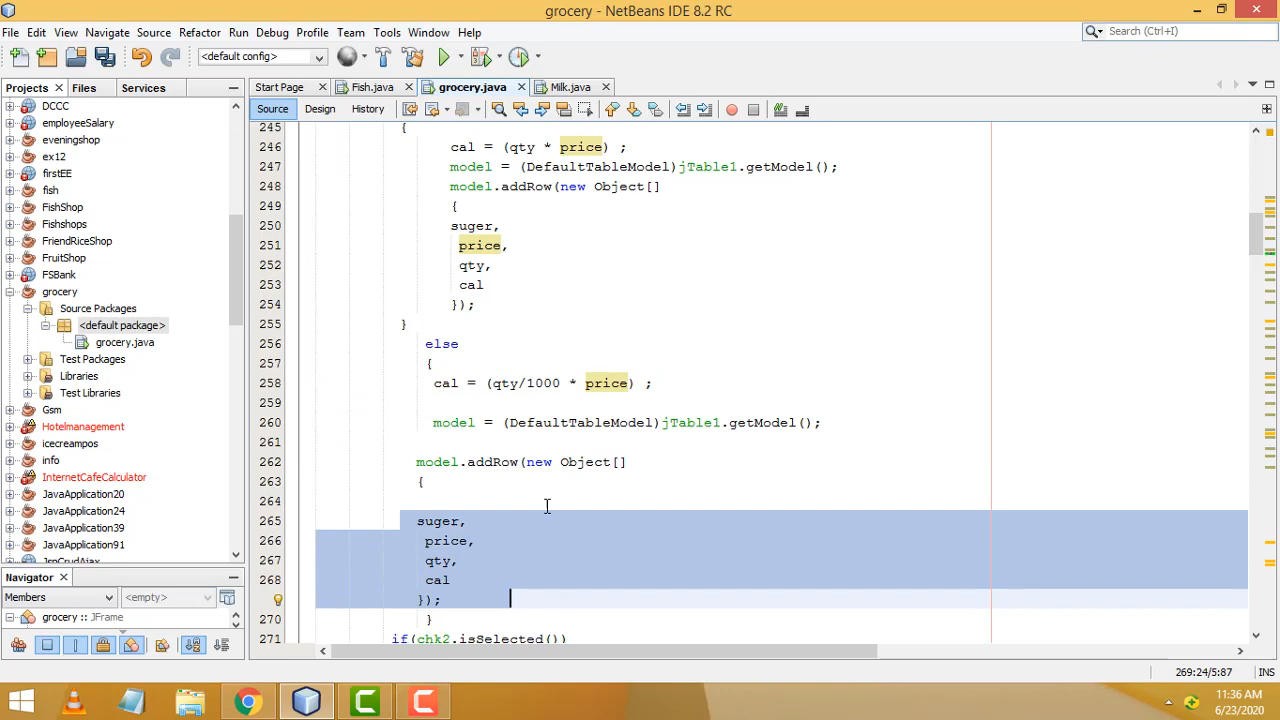 grocery - NetBeans IDE 8.2 RC
File Edit View Navigate Source Refactor Run Debug Profile Team Tools Window Help
Search (Ctrl+I)
<default config>
Projects Files Services
Start Page Fish.java grocery.java Milk.java
Source Design History
DCCC
employeeSalary
eveningshop
ex12
firstEE
fish
FishShop
Fishshops
FriendRiceShop
FruitShop
FSBank
grocery
Source Packages
<default package>
grocery.java
Test Packages
Libraries
Test Libraries
Gsm
Hotelmanagement
icecreampos
info
InternetCafeCalculator
JavaApplication20
JavaApplication24
JavaApplication39
JavaApplication91
JspCrudAjax
Navigator
Members <empty>
grocery :: JFrame
245 {
246 cal = (qty * price) ;
247 model = (DefaultTableModel)jTable1.getModel();
248 model.addRow(new Object[]
249 {
250 suger,
251 price,
252 qty,
253 cal
254 });
255 }
256 else
257 {
258 cal = (qty/1000 * price) ;
259
260 model = (DefaultTableModel)jTable1.getModel();
261
262 model.addRow(new Object[]
263 {
264
265 suger,
266 price,
267 qty,
268 cal
});
270 }
271 if(chk2.isSelected())
269:24/5:87 INS
11:36 AM
6/23/2020